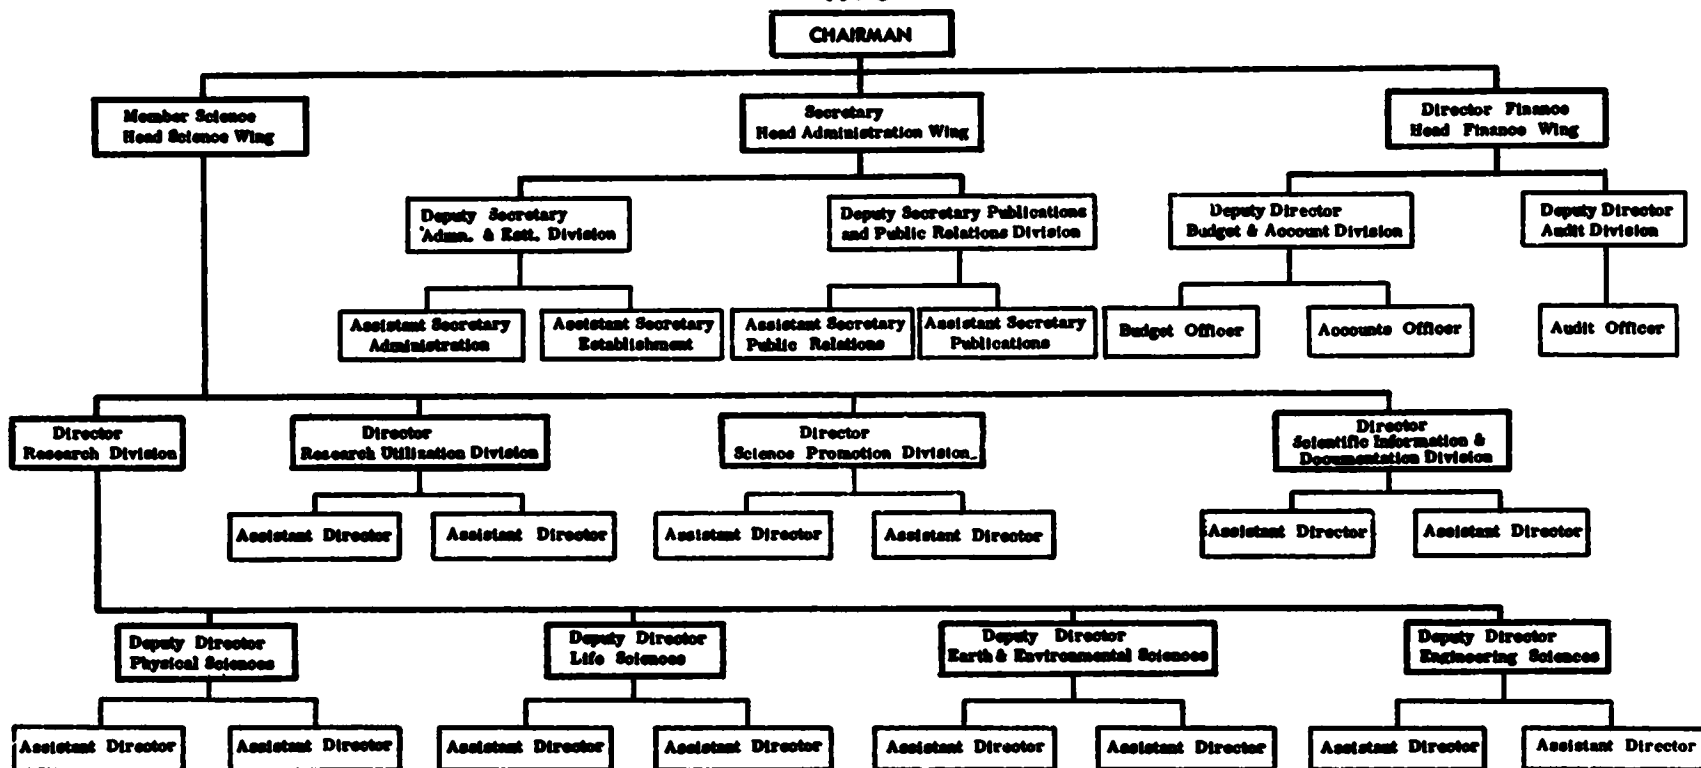 CHAIRMAN
Member Science
Head Science Wing
Secretary
Head Administration Wing
Director Finance
Head Finance Wing
Deputy Secretary
Admn. & Estt. Division
Deputy Secretary Publications
and Public Relations Division
Deputy Director
Budget & Account Division
Deputy Director
Audit Division
Assistant Secretary
Administration
Assistant Secretary
Establishment
Assistant Secretary
Public Relations
Assistant Secretary
Publications
Budget Officer
Accounts Officer
Audit Officer
Director
Research Division
Director
Research Utilization Division
Director
Science Promotion Division
Director
Scientific Information &
Documentation Division
Assistant Director
Assistant Director
Assistant Director
Assistant Director
Assistant Director
Assistant Director
Deputy Director
Physical Sciences
Deputy Director
Life Sciences
Deputy Director
Earth & Environmental Sciences
Deputy Director
Engineering Sciences
Assistant Director
Assistant Director
Assistant Director
Assistant Director
Assistant Director
Assistant Director
Assistant Director
Assistant Director